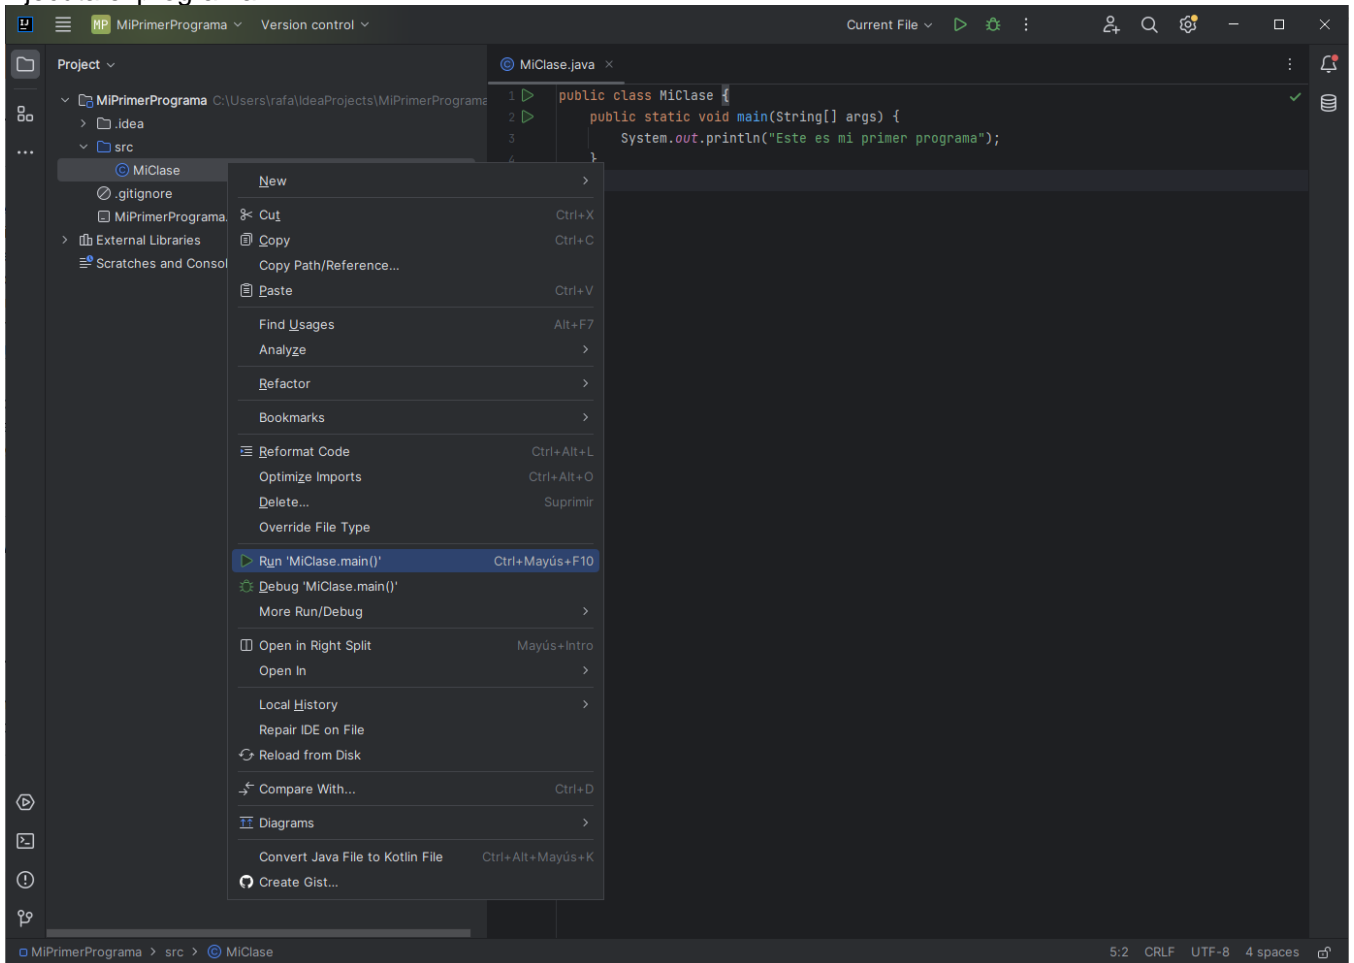 MP MiPrimerPrograma Version control Current File
Project
MiClase.java
MiPrimerPrograma C:\Users\rafa\IdeaProjects\MiPrimerPrograma
.idea
src
MiClase
.gitignore
MiPrimerPrograma.
External Libraries
Scratches and Consol
1 public class MiClase {
2 public static void main(String[] args) {
3 System.out.println("Este es mi primer programa");
4 }
New
Cut Ctrl+X
Copy Ctrl+C
Copy Path/Reference...
Paste Ctrl+V
Find Usages Alt+F7
Analyze
Refactor
Bookmarks
Reformat Code Ctrl+Alt+L
Optimize Imports Ctrl+Alt+O
Delete... Suprimir
Override File Type
Run 'MiClase.main()' Ctrl+Mayús+F10
Debug 'MiClase.main()'
More Run/Debug
Open in Right Split Mayús+Intro
Open In
Local History
Repair IDE on File
Reload from Disk
Compare With... Ctrl+D
Diagrams
Convert Java File to Kotlin File Ctrl+Alt+Mayús+K
Create Gist...
MiPrimerPrograma > src > MiClase 5:2 CRLF UTF-8 4 spaces